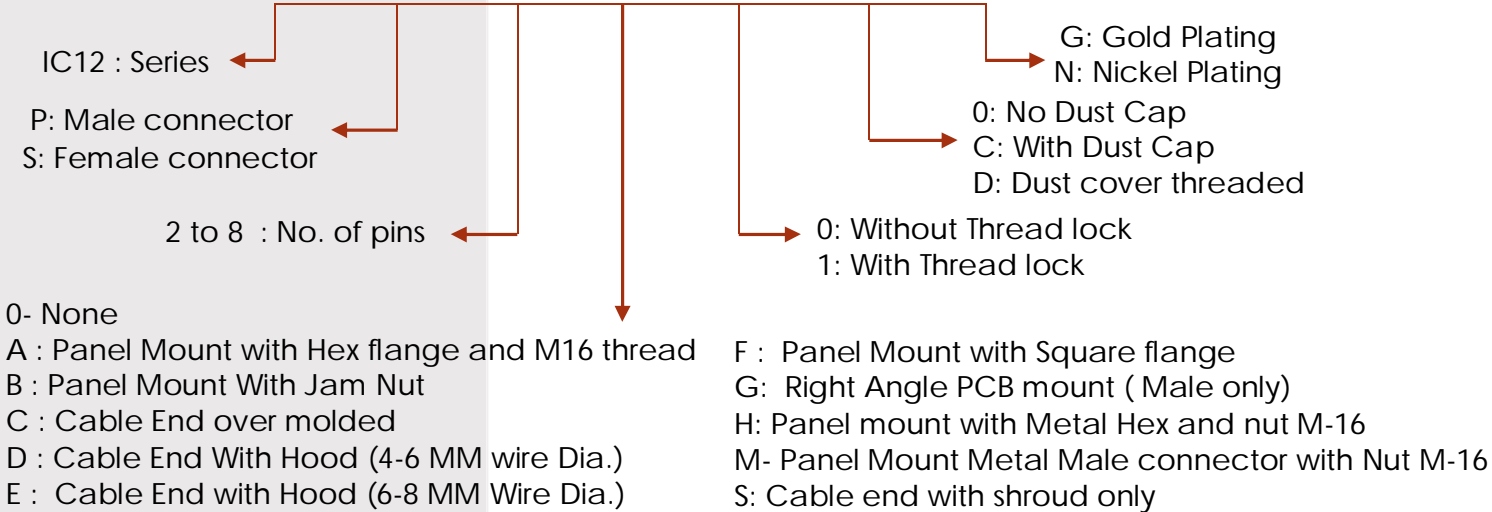 IC12 : Series
P: Male connector
S: Female connector
2 to 8 : No. of pins
0- None
A : Panel Mount with Hex flange and M16 thread
B : Panel Mount With Jam Nut
C : Cable End over molded
D : Cable End With Hood (4-6 MM wire Dia.)
E : Cable End with Hood (6-8 MM Wire Dia.)
G: Gold Plating
N: Nickel Plating
0: No Dust Cap
C: With Dust Cap
D: Dust cover threaded
0: Without Thread lock
1: With Thread lock
F : Panel Mount with Square flange
G: Right Angle PCB mount ( Male only)
H: Panel mount with Metal Hex and nut M-16
M- Panel Mount Metal Male connector with Nut M-16
S: Cable end with shroud only